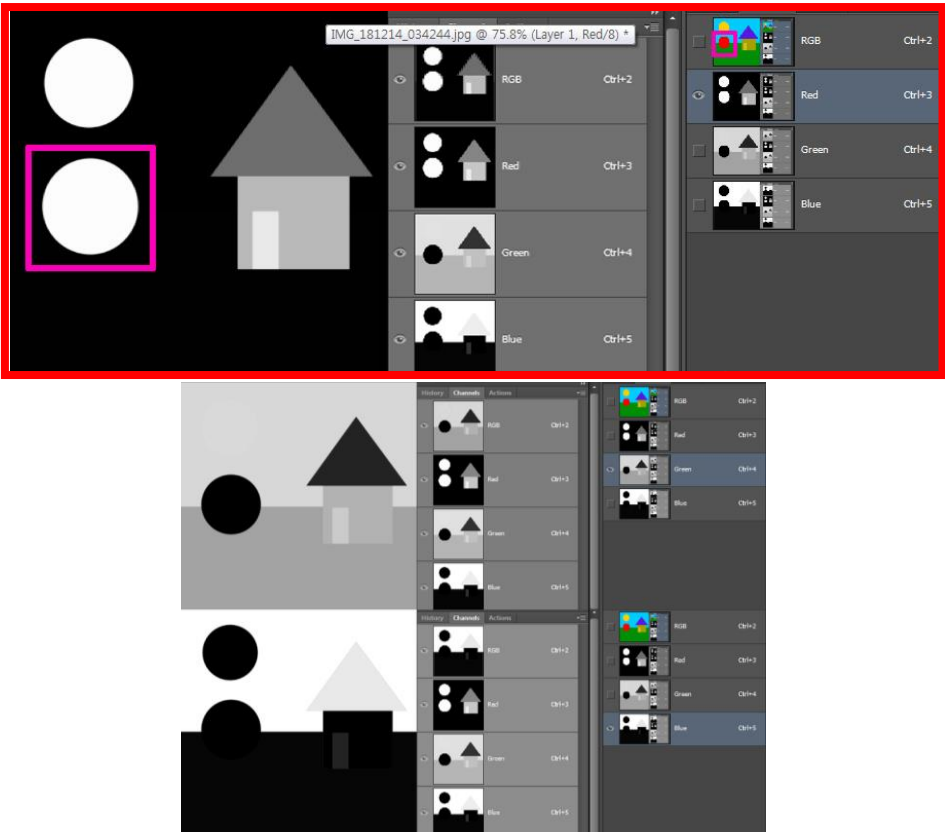 IMG_181214_034244.jpg @ 75.8% (Layer 1, Red/8) *
RGB Ctrl+2
Red Ctrl+3
Green Ctrl+4
Blue Ctrl+5
RGB Ctrl+2
Red Ctrl+3
Green Ctrl+4
Blue Ctrl+5
History Channels Actions
RGB Ctrl+2
Red Ctrl+3
Green Ctrl+4
Blue Ctrl+5
RGB Ctrl+2
Red Ctrl+3
Green Ctrl+4
Blue Ctrl+5
History Channels Actions
RGB Ctrl+2
Red Ctrl+3
Green Ctrl+4
Blue Ctrl+5
RGB Ctrl+2
Red Ctrl+3
Green Ctrl+4
Blue Ctrl+5